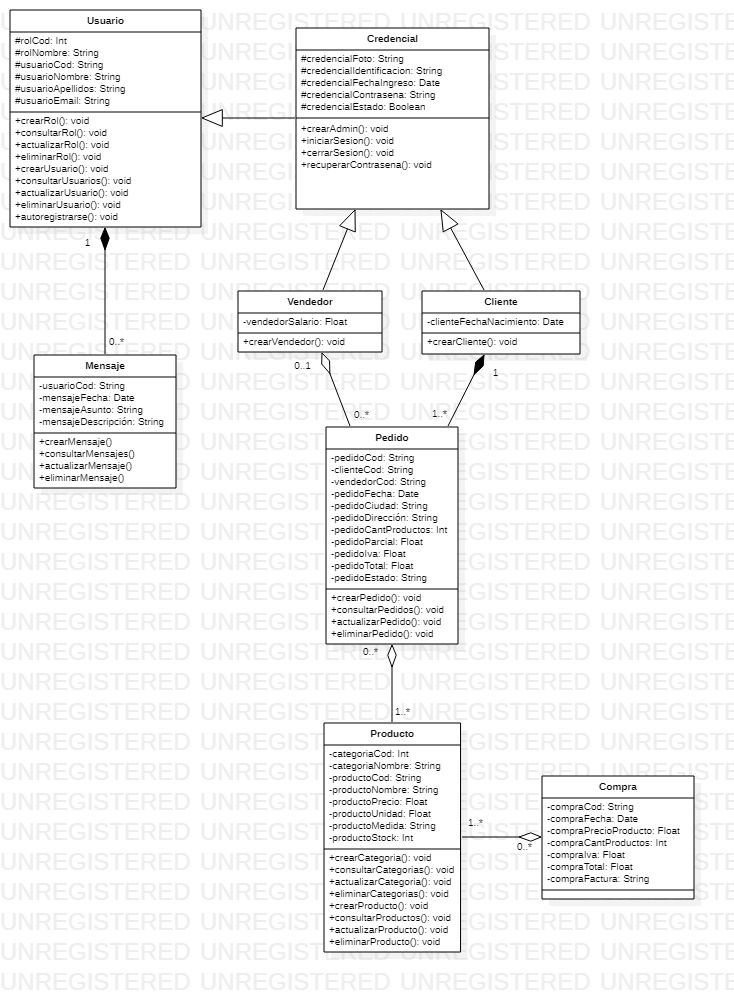 Usuario
#rolCod: Int
#rolNombre: String
#usuarioCod: String
#usuarioNombre: String
#usuarioApellidos: String
#usuarioEmail: String
+crearRol(): void
+consultarRol(): void
+actualizarRol(): void
+eliminarRol(): void
+crearUsuario(): void
+consultarUsuarios(): void
+actualizarUsuario(): void
+eliminarUsuario(): void
+autoregistrarse(): void
Credencial
#credencialFoto: String
#credencialIdentificacion: String
#credencialFechaIngreso: Date
#credencialContrasena: String
#credencialEstado: Boolean
+crearAdmin(): void
+iniciarSesion(): void
+cerrarSesion(): void
+recuperarContrasena(): void
1
0..*
Mensaje
-usuarioCod: String
-mensajeFecha: Date
-mensajeAsunto: String
-mensajeDescripción: String
+crearMensaje()
+consultarMensajes()
+actualizarMensaje()
+eliminarMensaje()
Vendedor
-vendedorSalario: Float
+crearVendedor(): void
Cliente
-clienteFechaNacimiento: Date
+crearCliente(): void
0..1
0..*
1
1..*
Pedido
-pedidoCod: String
-clienteCod: String
-vendedorCod: String
-pedidoFecha: Date
-pedidoCiudad: String
-pedidoDirección: String
-pedidoCantProductos: Int
-pedidoParcial: Float
-pedidoIva: Float
-pedidoTotal: Float
-pedidoEstado: String
+crearPedido(): void
+consultarPedidos(): void
+actualizarPedido(): void
+eliminarPedido(): void
0..*
1..*
Producto
-categoriaCod: Int
-categoriaNombre: String
-productoCod: String
-productoNombre: String
-productoPrecio: Float
-productoUnidad: Float
-productoMedida: String
-productoStock: Int
+crearCategoria(): void
+consultarCategorias(): void
+actualizarCategoria(): void
+eliminarCategorias(): void
+crearProducto(): void
+consultarProductos(): void
+actualizarProducto(): void
+eliminarProducto(): void
1..*
0..*
Compra
-compraCod: String
-compraFecha: Date
-compraPrecioProducto: Float
-compraCantProductos: Int
-compraIva: Float
-compraTotal: Float
-compraFactura: String
UNREGISTERED